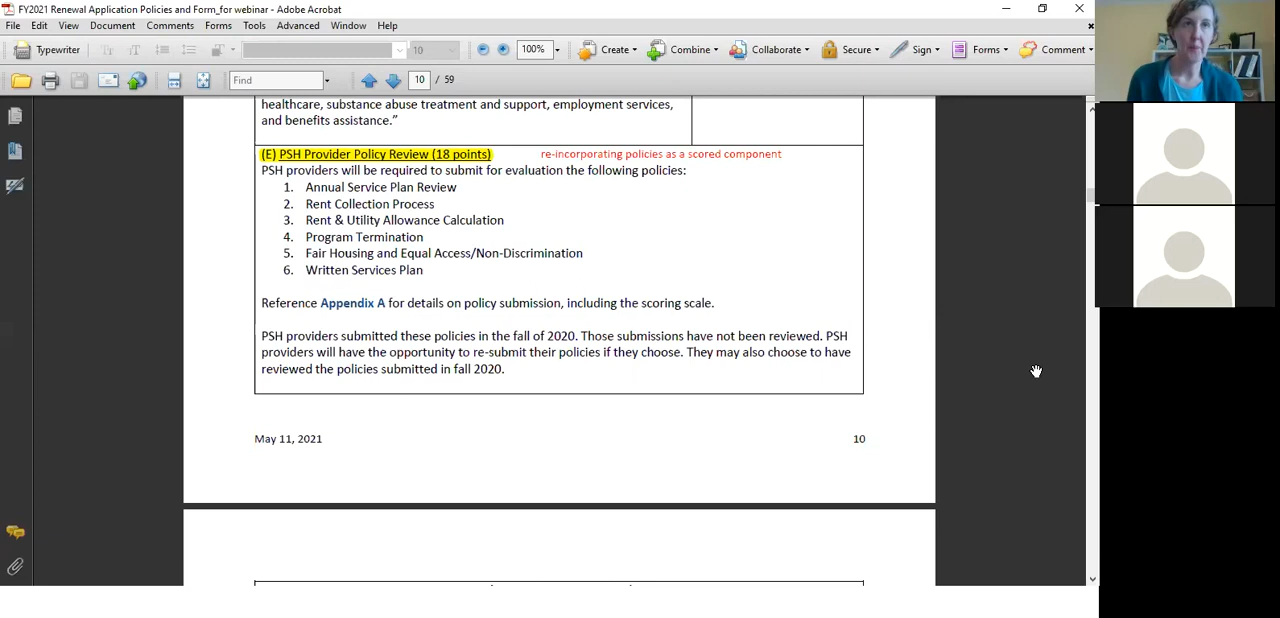 FY2021 Renewal Application Policies and Form_for webinar - Adobe Acrobat
File Edit View Document Comments Forms Tools Advanced Window Help
Typewriter 10 100% Create Combine Collaborate Secure Sign Forms Comment
Find 10 / 59
healthcare, substance abuse treatment and support, employment services,
and benefits assistance.”
(E) PSH Provider Policy Review (18 points) re-incorporating policies as a scored component
PSH providers will be required to submit for evaluation the following policies:
1. Annual Service Plan Review
2. Rent Collection Process
3. Rent & Utility Allowance Calculation
4. Program Termination
5. Fair Housing and Equal Access/Non-Discrimination
6. Written Services Plan
Reference Appendix A for details on policy submission, including the scoring scale.
PSH providers submitted these policies in the fall of 2020. Those submissions have not been reviewed. PSH
providers will have the opportunity to re-submit their policies if they choose. They may also choose to have
reviewed the policies submitted in fall 2020.
May 11, 2021 10